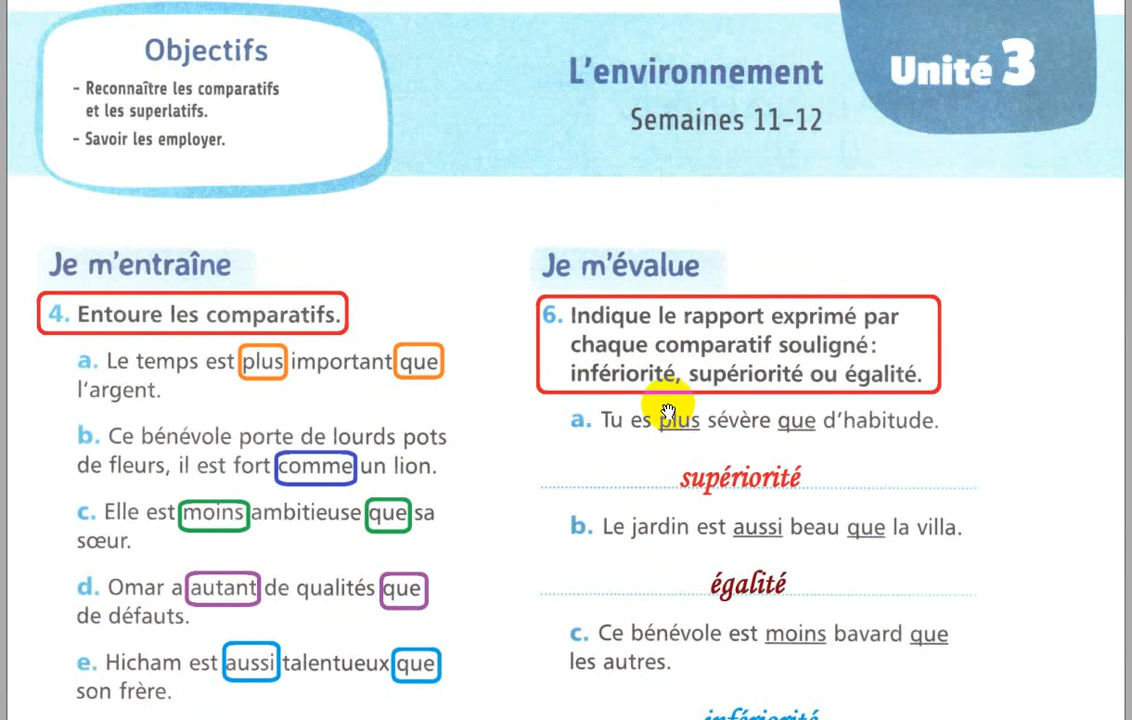 Objectifs
- Reconnaître les comparatifs
et les superlatifs.
- Savoir les employer.
L'environnement
Semaines 11-12
Unité 3
Je m'entraîne
4. Entoure les comparatifs.
a. Le temps est plus important que
l'argent.
b. Ce bénévole porte de lourds pots
de fleurs, il est fort comme un lion.
c. Elle est moins ambitieuse que sa
sœur.
d. Omar a autant de qualités que
de défauts.
e. Hicham est aussi talentueux que
son frère.
Je m'évalue
6. Indique le rapport exprimé par
chaque comparatif souligné :
infériorité, supériorité ou égalité.
a. Tu es plus sévère que d'habitude.
supériorité
b. Le jardin est aussi beau que la villa.
égalité
c. Ce bénévole est moins bavard que
les autres.
infériorité